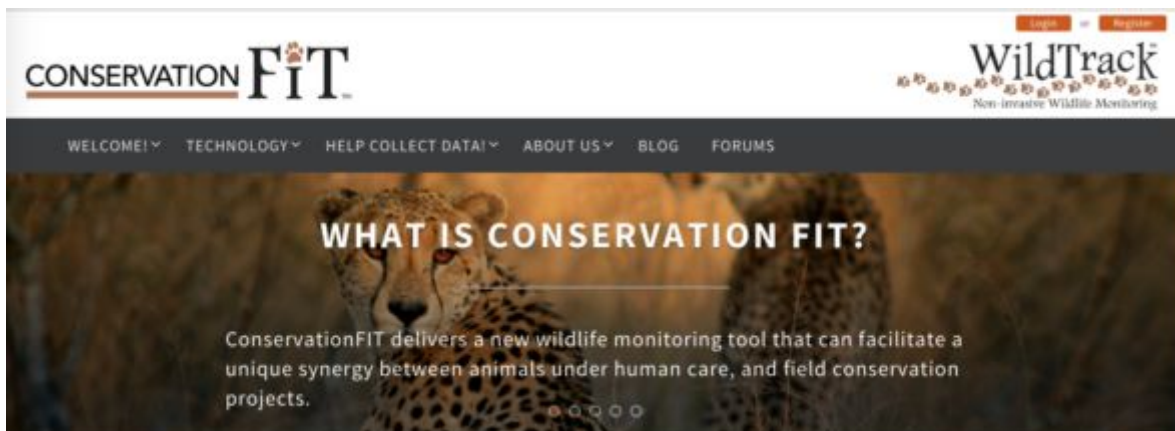 Login or Register
CONSERVATION FiT
WildTrack
Non-invasive Wildlife Monitoring
WELCOME! TECHNOLOGY HELP COLLECT DATA! ABOUT US BLOG FORUMS
WHAT IS CONSERVATION FIT?
ConservationFIT delivers a new wildlife monitoring tool that can facilitate a
unique synergy between animals under human care, and field conservation
projects.